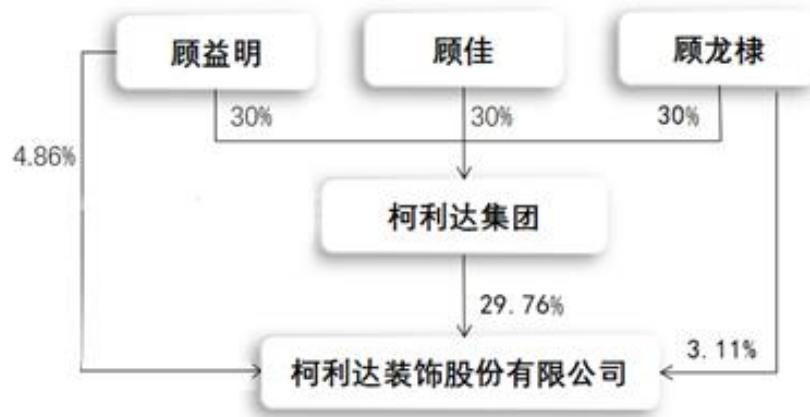 顾益明 顾佳 顾龙棣
30% 30% 30%
4.86%
柯利达集团
29.76%
3.11%
柯利达装饰股份有限公司